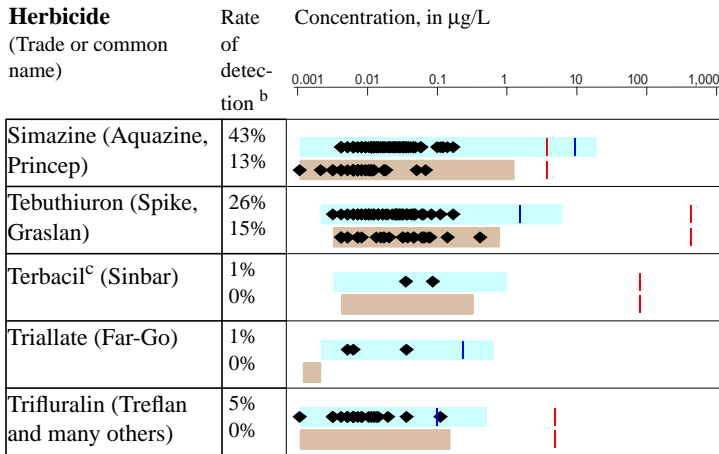 Herbicide
(Trade or common
name)
Rate
of
detec-
tion b
Concentration, in µg/L
0.001 0.01 0.1 1 10 100 1,000
Simazine (Aquazine,
Princep)
43%
13%
Tebuthiuron (Spike,
Graslan)
26%
15%
Terbacilc (Sinbar)
1%
0%
Triallate (Far-Go)
1%
0%
Trifluralin (Treflan
and many others)
5%
0%